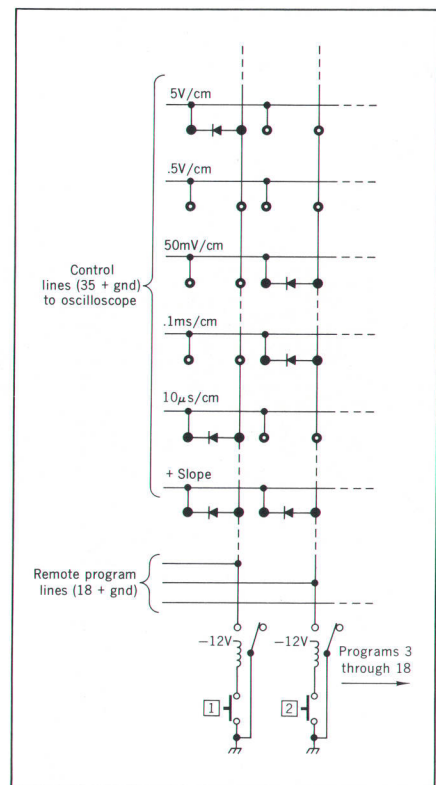 5V/cm
.5V/cm
50mV/cm
Control
lines (35 + gnd)
to oscilloscope
.1ms/cm
10μs/cm
+ Slope
Remote program
lines (18 + gnd)
−12V
−12V
Programs 3
through 18
1
2